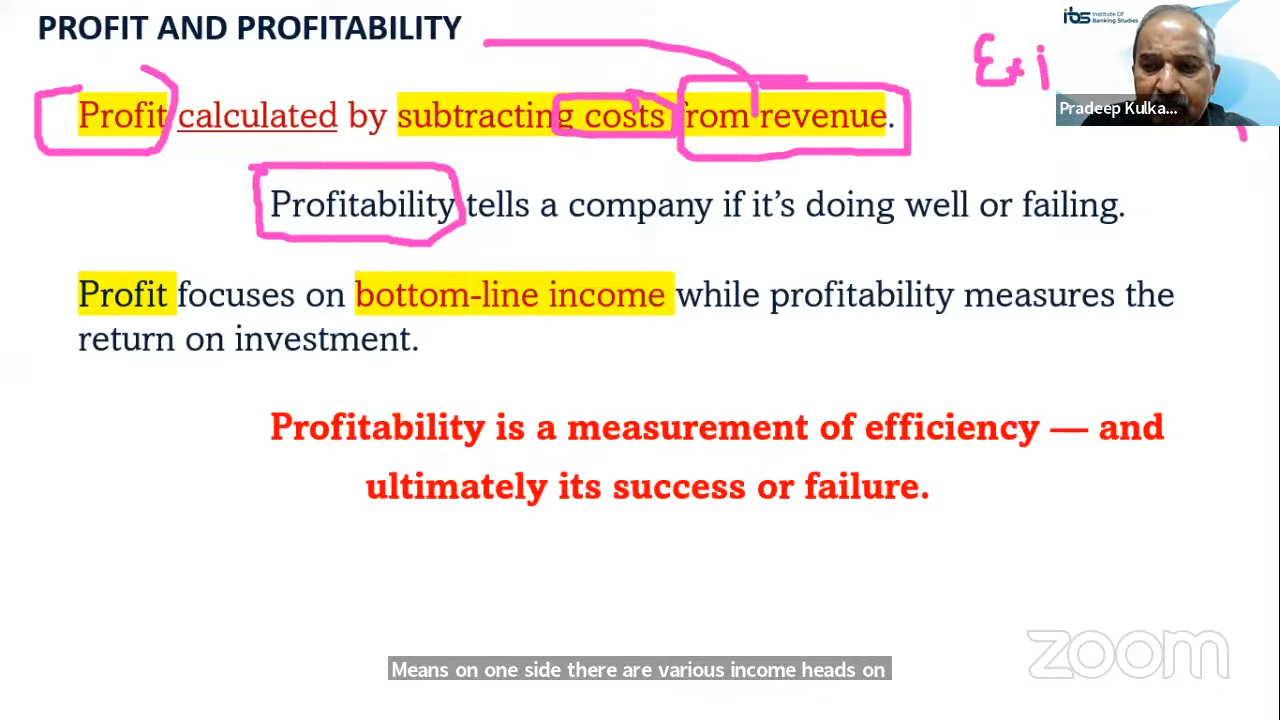 PROFIT AND PROFITABILITY
ibs Institute Of
Banking Studies
Pradeep Kulka...
Profit calculated by subtracting costs from revenue.
Profitability tells a company if it's doing well or failing.
Profit focuses on bottom-line income while profitability measures the
return on investment.
Profitability is a measurement of efficiency — and
ultimately its success or failure.
zoom
Means on one side there are various income heads on